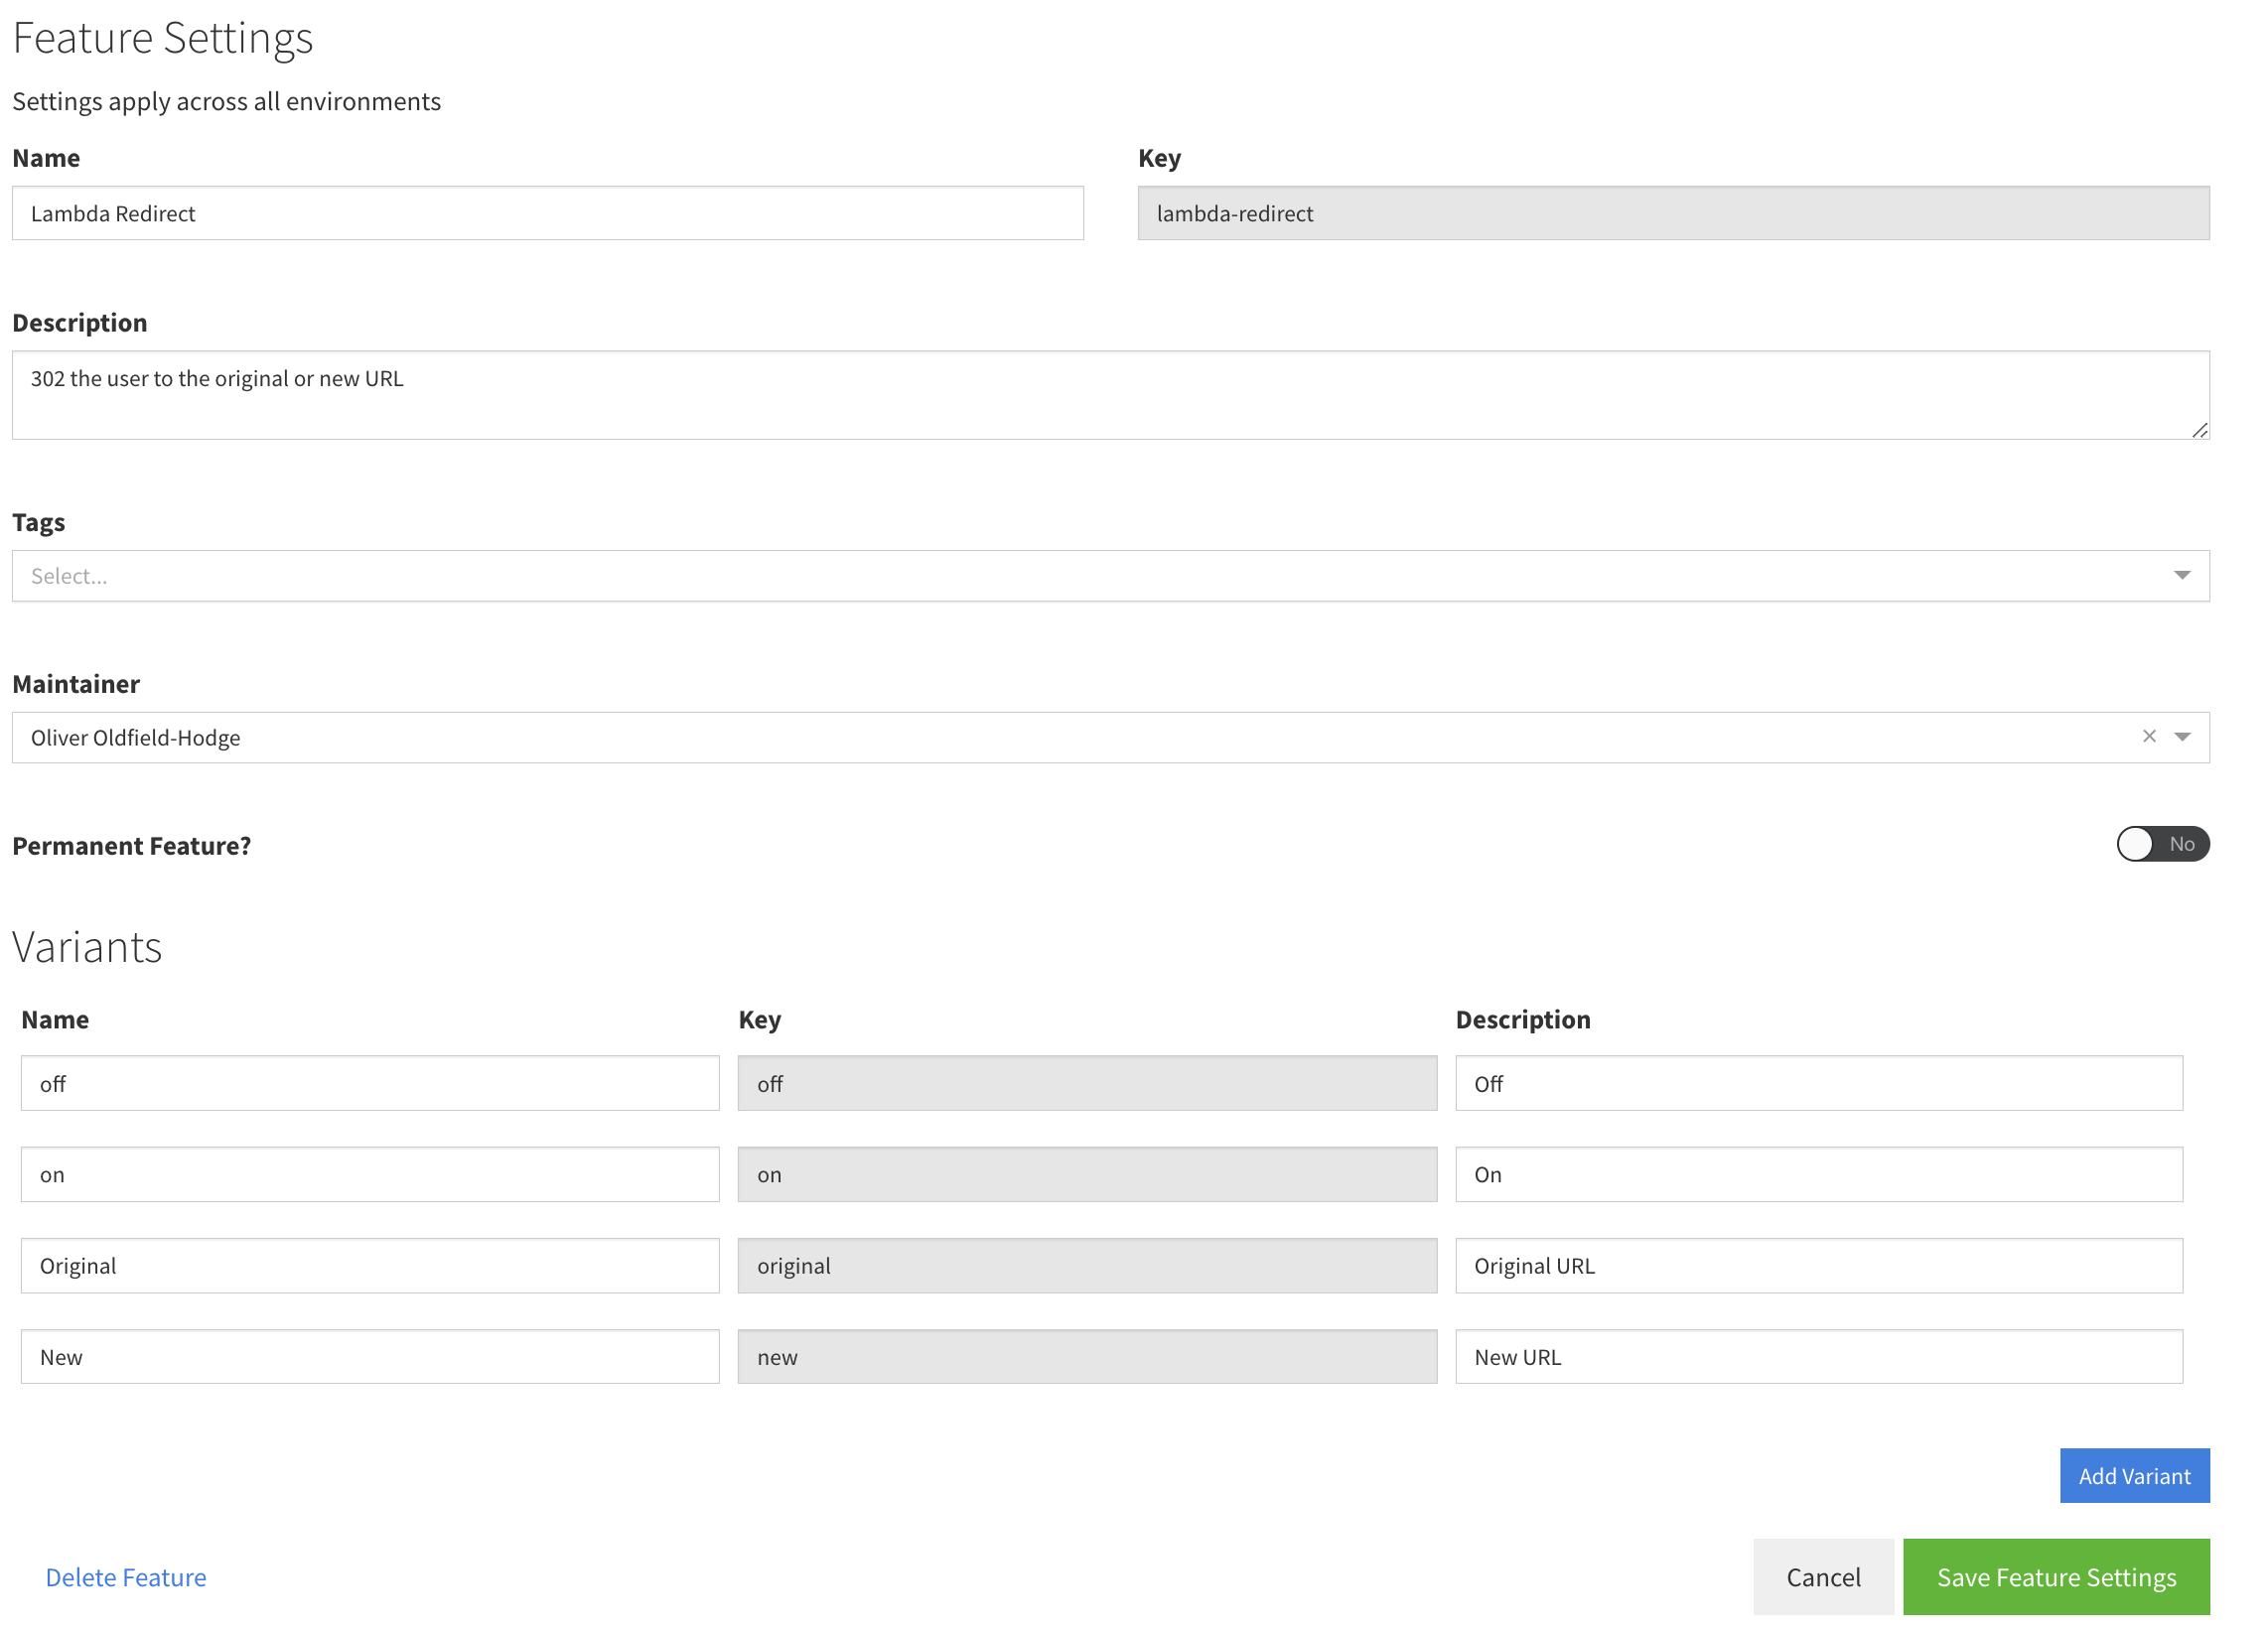 Feature Settings
Settings apply across all environments
Name
Key
Lambda Redirect
lambda-redirect
Description
302 the user to the original or new URL
Tags
Select...
Maintainer
Oliver Oldfield-Hodge
Permanent Feature?
No
Variants
Name
Key
Description
off
off
Off
on
on
On
Original
original
Original URL
New
new
New URL
Add Variant
Delete Feature
Cancel
Save Feature Settings